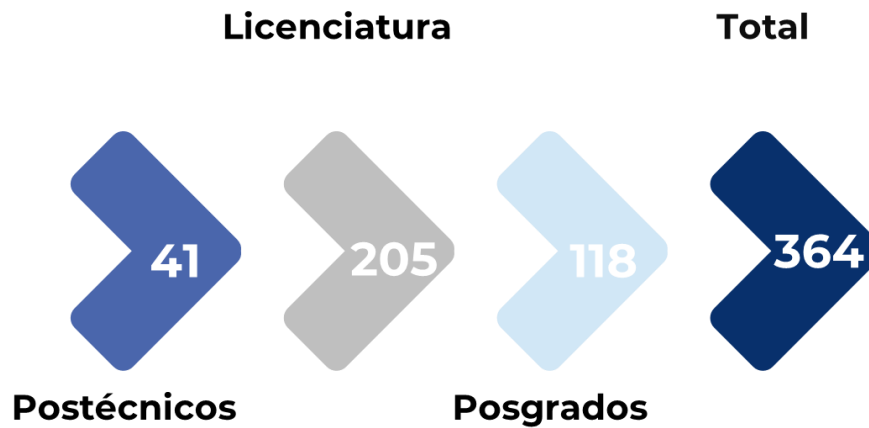 Licenciatura
Total
41
205
118
364
Postécnicos
Posgrados